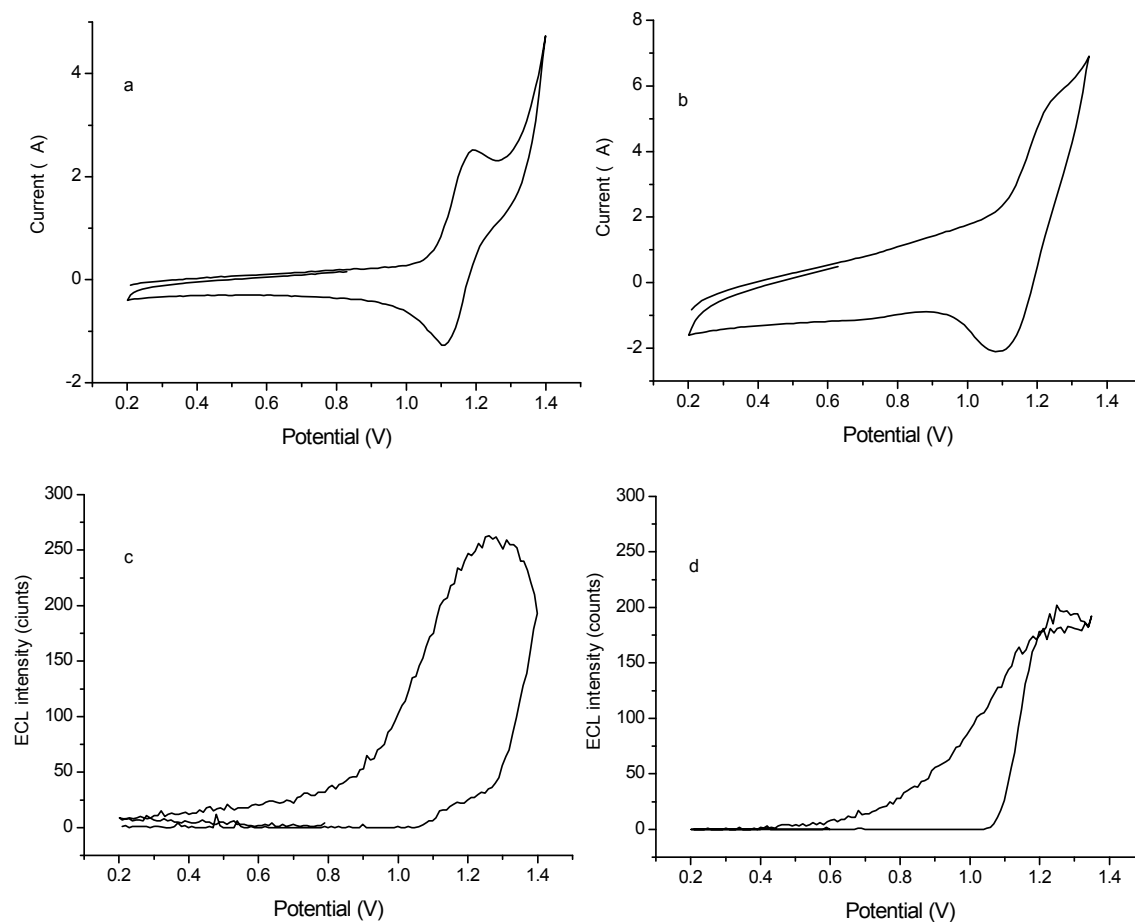 a
4
2
0
-2
0.2 0.4 0.6 0.8 1.0 1.2 1.4
Current ( A)
Potential (V)
b
8
6
4
2
0
-2
-4
0.2 0.4 0.6 0.8 1.0 1.2 1.4
Current ( A)
Potential (V)
c
300
250
200
150
100
50
0
0.2 0.4 0.6 0.8 1.0 1.2 1.4
ECL intensity (ciunts)
Potential (V)
d
300
250
200
150
100
50
0
0.2 0.4 0.6 0.8 1.0 1.2 1.4
ECL intensity (counts)
Potential (V)